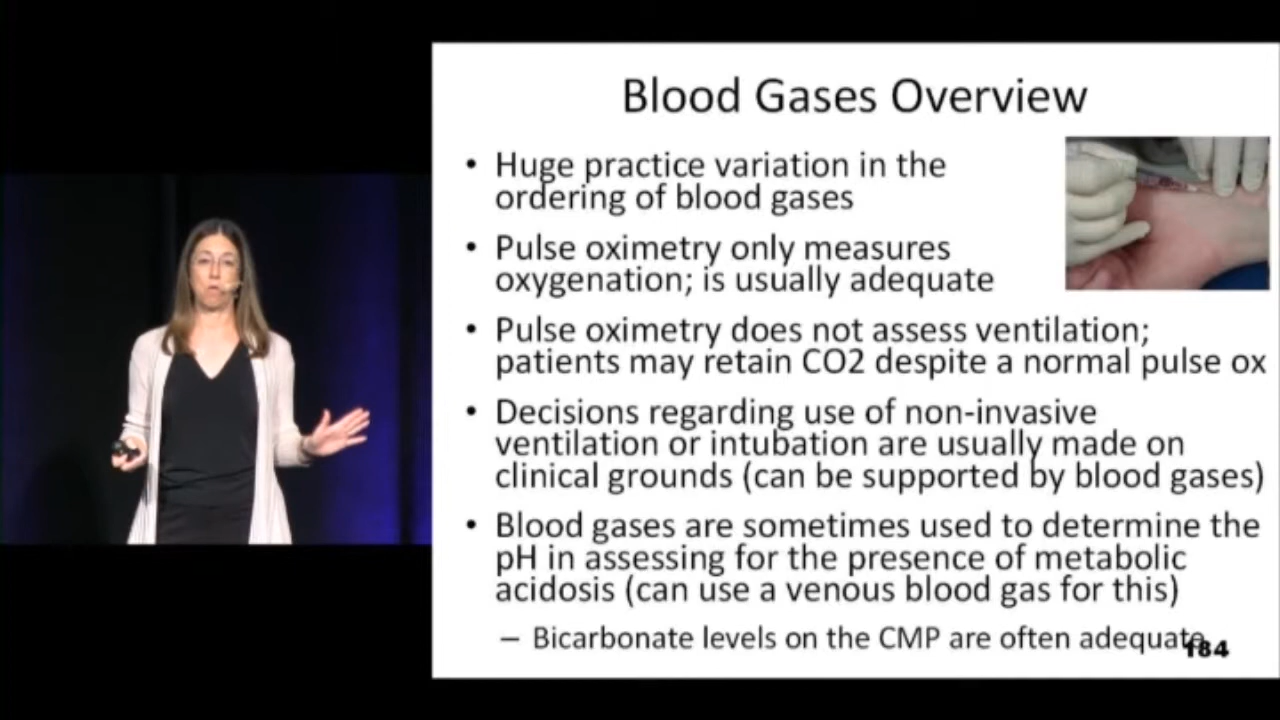 Blood Gases Overview
• Huge practice variation in the
ordering of blood gases
• Pulse oximetry only measures
oxygenation; is usually adequate
• Pulse oximetry does not assess ventilation;
patients may retain CO2 despite a normal pulse ox
• Decisions regarding use of non-invasive
ventilation or intubation are usually made on
clinical grounds (can be supported by blood gases)
• Blood gases are sometimes used to determine the
pH in assessing for the presence of metabolic
acidosis (can use a venous blood gas for this)
– Bicarbonate levels on the CMP are often adequate
184